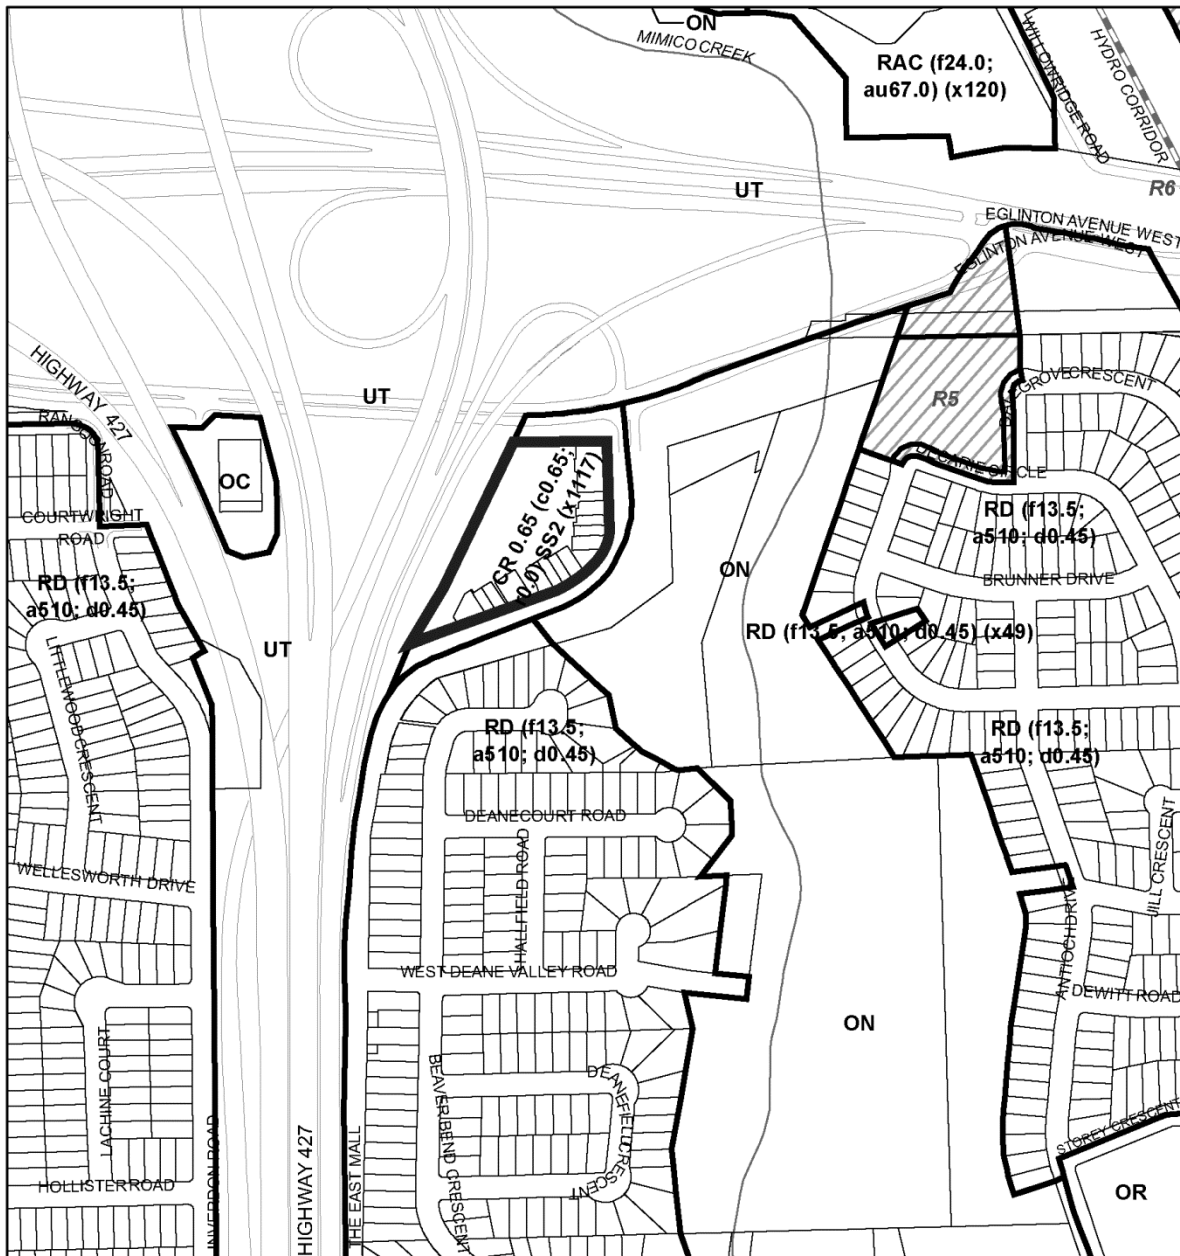 ON
MIMICO CREEK
RAC (f24.0;
au67.0) (x120)
WILLOWRIDGE ROAD
HYDRO CORRIDOR
UT
R6
EGLINTON AVENUE WEST
EGLINTON AVENUE WEST
HIGHWAY 427
UT
RANGOON ROAD
R5
DALEGROVE CRESCENT
DECARIE CIRCLE
OC
COURTWRIGHT
ROAD
CR 0.65 (c0.65;
r0.0) SS2 (x1117)
RD (f13.5;
a510; d0.45)
ON
RD (f13.5;
a510; d0.45)
BRUNNER DRIVE
RD (f13.5; a510; d0.45) (x49)
UT
LITTLEWOOD CRESCENT
RD (f13.5;
a510; d0.45)
RD (f13.5;
a510; d0.45)
DEANECOURT ROAD
HALLFIELD ROAD
JILL CRESCENT
WELLESWORTH DRIVE
ANTIOCH DRIVE
WEST DEANE VALLEY ROAD
DEWITT ROAD
ON
LACHINE COURT
BEAVER BEND CRESCENT
DEANEFIELD CRESCENT
STOREY CRESCENT
HOLLISTER ROAD
INVERDON ROAD
HIGHWAY 427
THE EAST MALL
OR